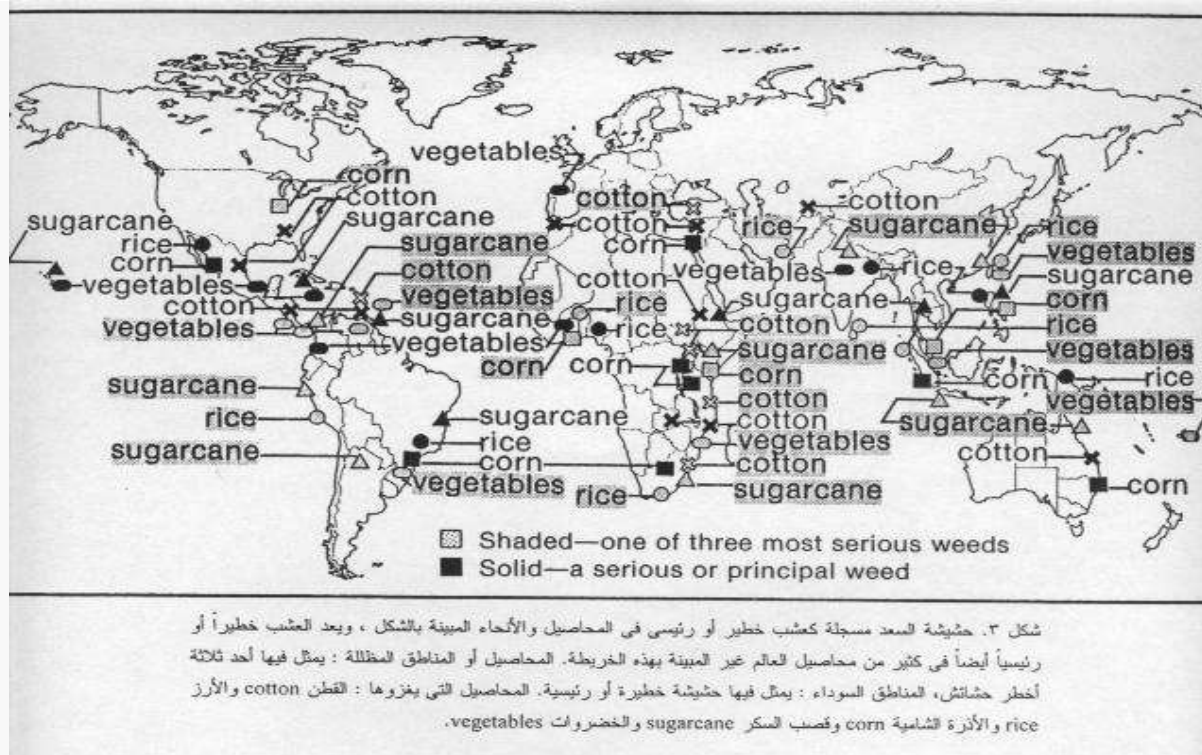 vegetables
corn
cotton
cotton
cotton
sugarcane
sugarcane
cotton
rice
sugarcane
rice
sugarcane
corn
rice
vegetables
corn
cotton
vegetables
rice
sugarcane
vegetables
cotton
vegetables
sugarcane
corn
cotton
sugarcane
rice
vegetables
rice
cotton
rice
vegetables
sugarcane
vegetables
corn
corn
corn
rice
sugarcane
corn
vegetables
cotton
rice
sugarcane
cotton
sugarcane
rice
vegetables
cotton
sugarcane
corn
cotton
corn
vegetables
rice
sugarcane
Shaded—one of three most serious weeds
Solid—a serious or principal weed
شكل ٣. حشيشة السعد مسجلة كعشب خطير أو رئيسى فى المحاصيل والأنحاء المبينة بالشكل ، ويعد العشب خطيراً أو
رئيسياً أيضاً فى كثير من محاصيل العالم غير المبينة بهذه الخريطة. المحاصيل أو المناطق المظللة : يمثل فيها أحد ثلاثة
أخطر حشائش، المناطق السوداء : يمثل فيها حشيشة خطيرة أو رئيسية. المحاصيل التى يغزوها : القطن cotton والأرز
rice والأذرة الشامية corn وقصب السكر sugarcane والخضروات vegetables.